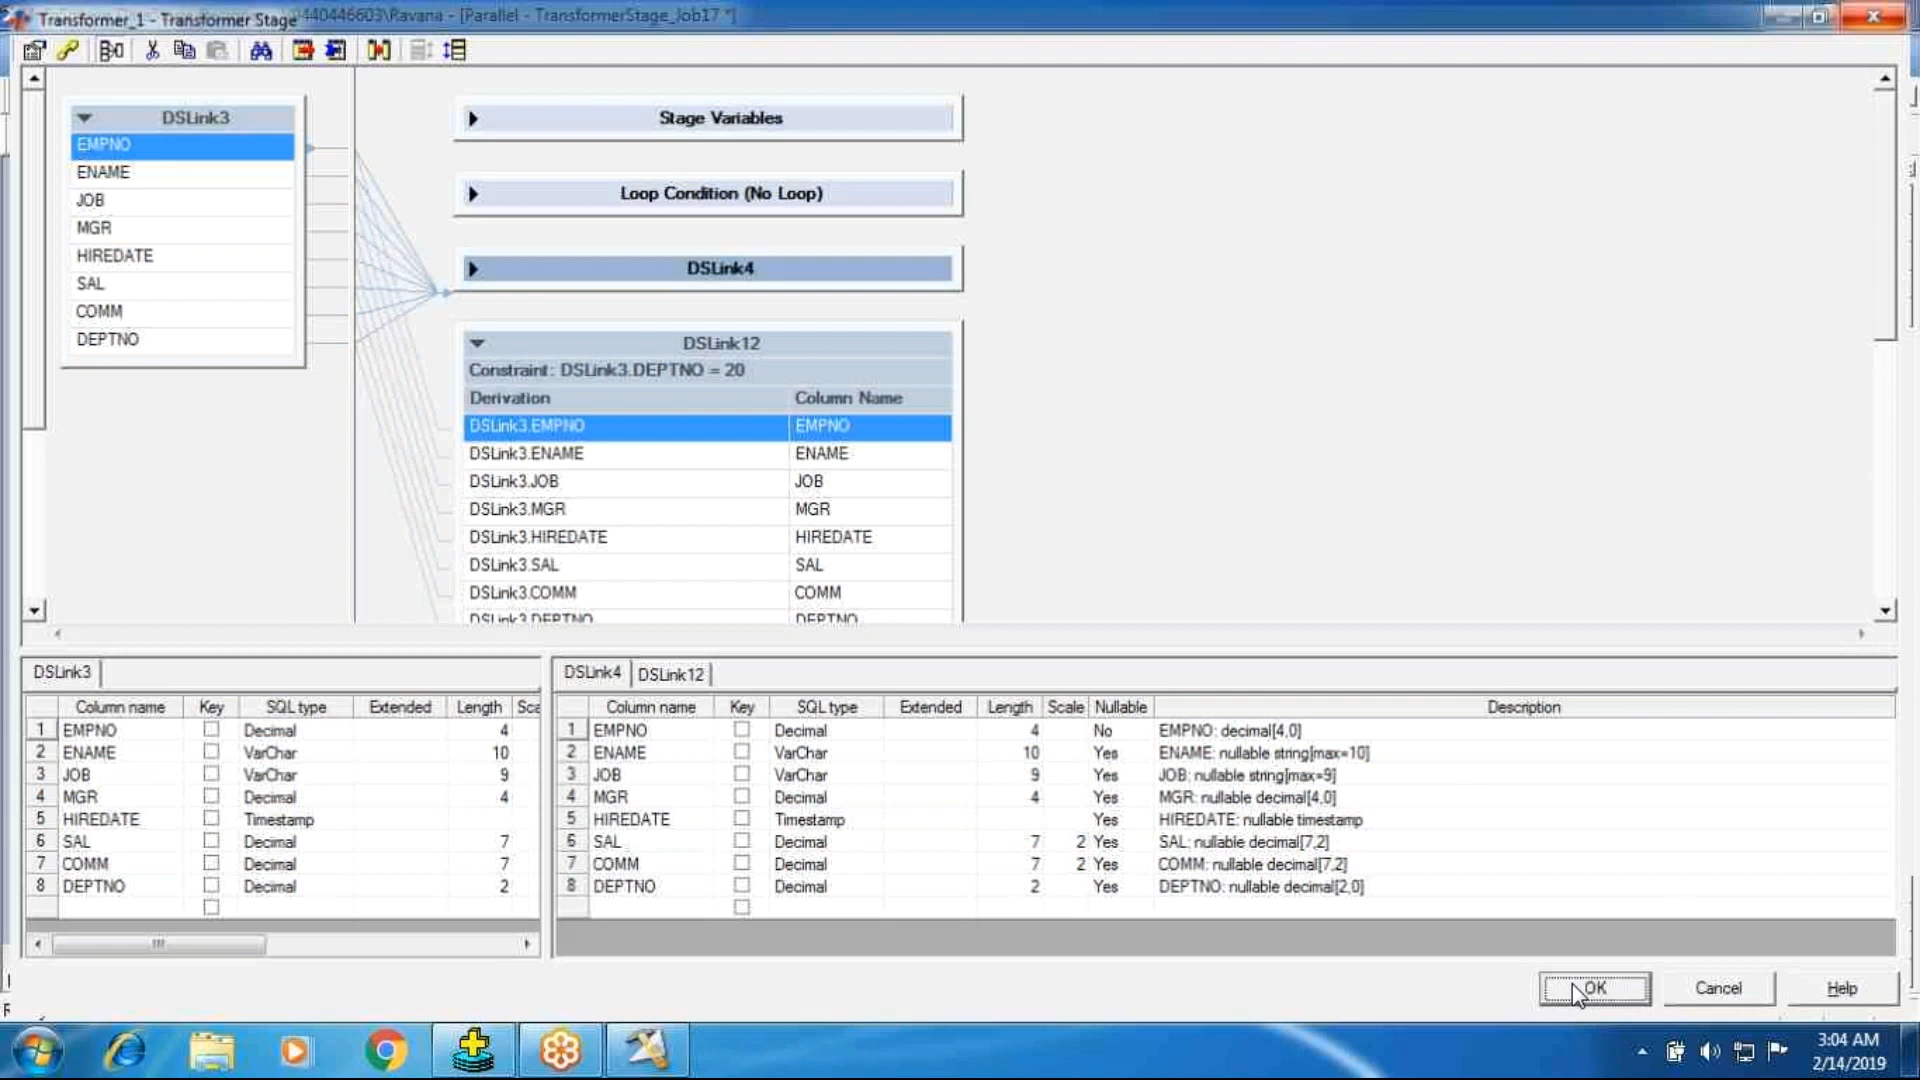 Transformer_1 - Transformer Stage
440446603\Ravana - [Parallel - TransformerStage_Job17 *]
DSLink3
EMPNO
ENAME
JOB
MGR
HIREDATE
SAL
COMM
DEPTNO
Stage Variables
Loop Condition (No Loop)
DSLink4
DSLink12
Constraint: DSLink3.DEPTNO = 20
Derivation Column Name
DSLink3.EMPNO EMPNO
DSLink3.ENAME ENAME
DSLink3.JOB JOB
DSLink3.MGR MGR
DSLink3.HIREDATE HIREDATE
DSLink3.SAL SAL
DSLink3.COMM COMM
DSLink3.DEPTNO DEPTNO
DSLink3
Column name Key SQL type Extended Length Sca
1 EMPNO Decimal 4
2 ENAME VarChar 10
3 JOB VarChar 9
4 MGR Decimal 4
5 HIREDATE Timestamp
6 SAL Decimal 7
7 COMM Decimal 7
8 DEPTNO Decimal 2
DSLink4 DSLink12
Column name Key SQL type Extended Length Scale Nullable Description
1 EMPNO Decimal 4 No EMPNO: decimal[4,0]
2 ENAME VarChar 10 Yes ENAME: nullable string[max=10]
3 JOB VarChar 9 Yes JOB: nullable string[max=9]
4 MGR Decimal 4 Yes MGR: nullable decimal[4,0]
5 HIREDATE Timestamp Yes HIREDATE: nullable timestamp
6 SAL Decimal 7 2 Yes SAL: nullable decimal[7,2]
7 COMM Decimal 7 2 Yes COMM: nullable decimal[7,2]
8 DEPTNO Decimal 2 Yes DEPTNO: nullable decimal[2,0]
OK Cancel Help
3:04 AM
2/14/2019